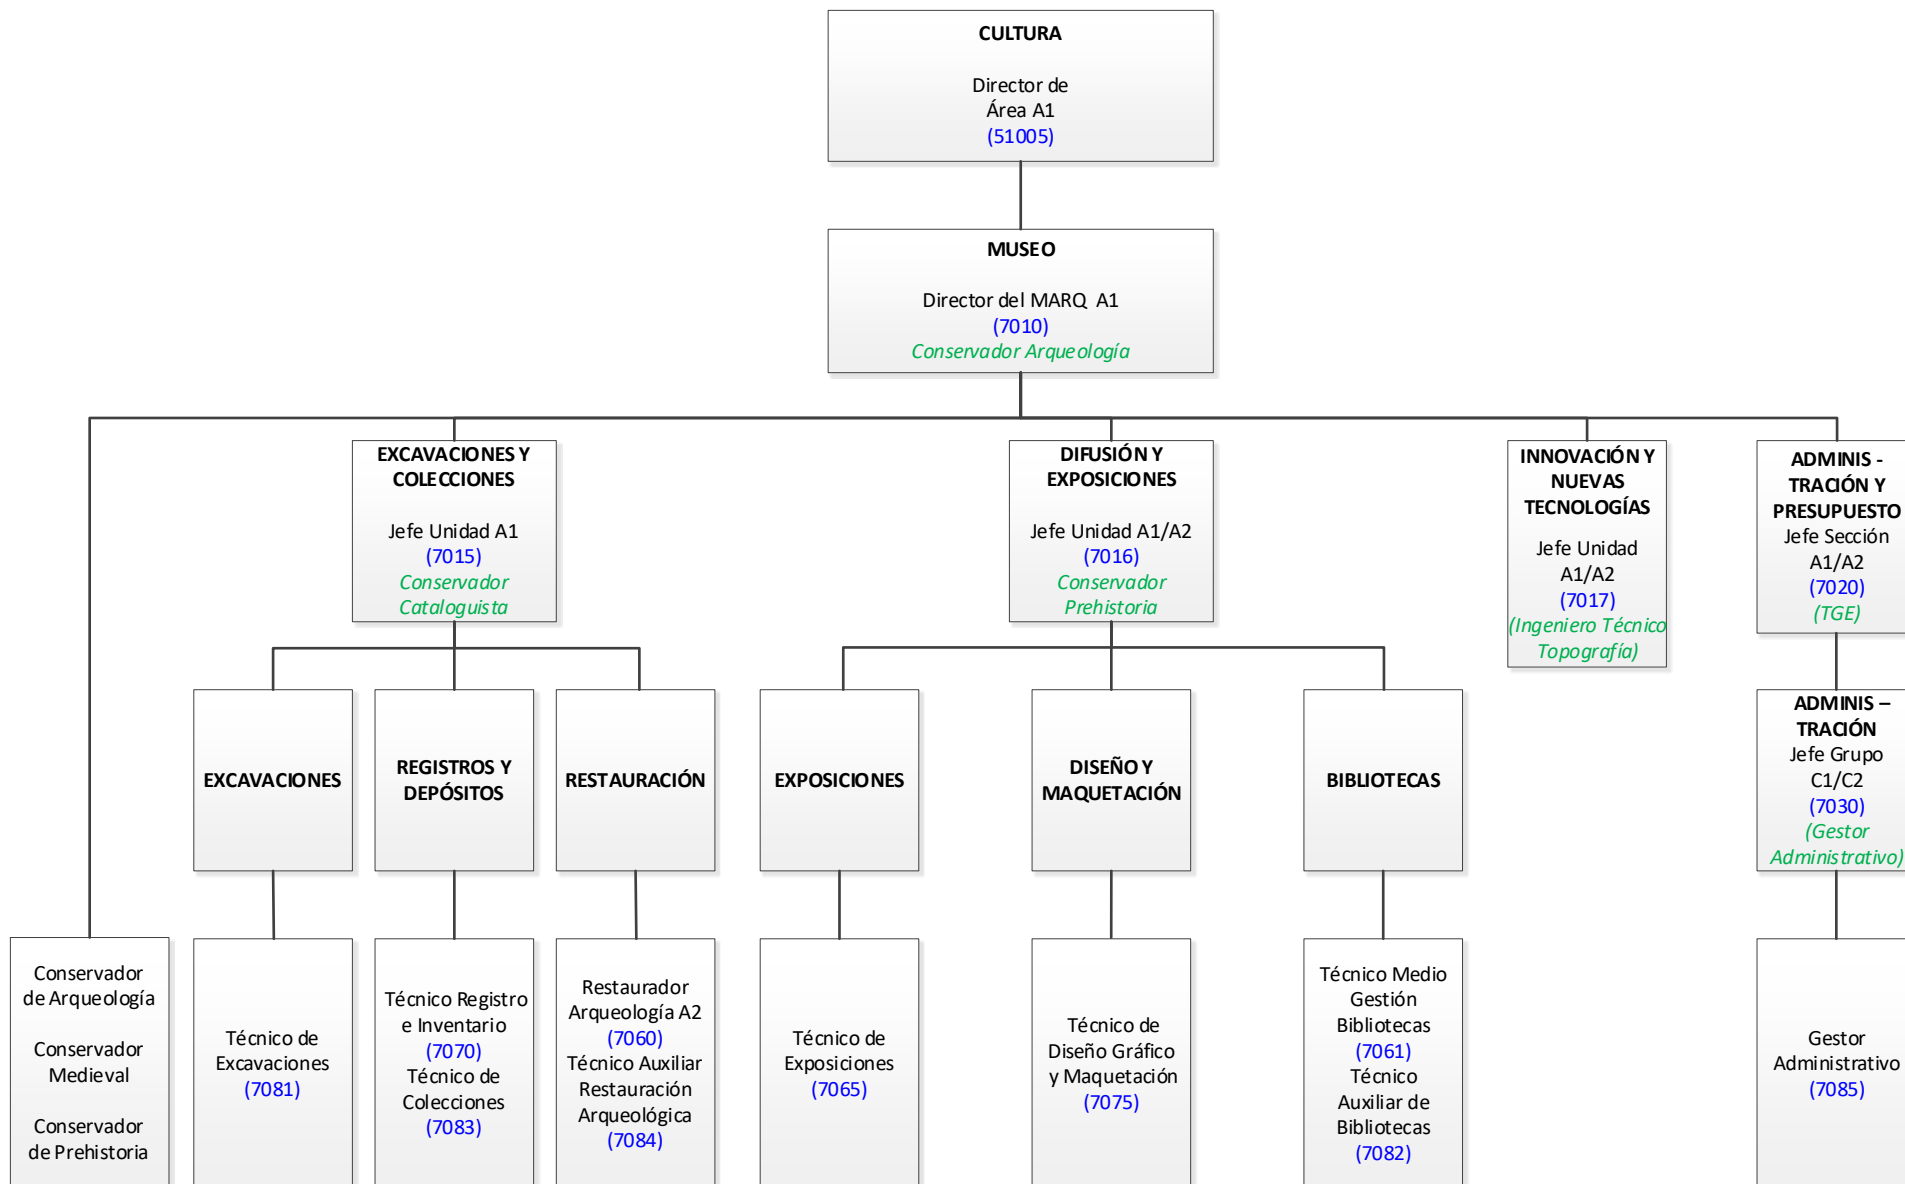 CULTURA
Director de
Área A1
(51005)
MUSEO
Director del MARQ A1
(7010)
Conservador Arqueología
EXCAVACIONES Y
COLECCIONES
Jefe Unidad A1
(7015)
Conservador
Cataloguista
DIFUSIÓN Y
EXPOSICIONES
Jefe Unidad A1/A2
(7016)
Conservador
Prehistoria
INNOVACIÓN Y
NUEVAS
TECNOLOGÍAS
Jefe Unidad
A1/A2
(7017)
(Ingeniero Técnico
Topografía)
ADMINIS -
TRACIÓN Y
PRESUPUESTO
Jefe Sección
A1/A2
(7020)
(TGE)
EXCAVACIONES
REGISTROS Y
DEPÓSITOS
RESTAURACIÓN
EXPOSICIONES
DISEÑO Y
MAQUETACIÓN
BIBLIOTECAS
ADMINIS –
TRACIÓN
Jefe Grupo
C1/C2
(7030)
(Gestor
Administrativo)
Conservador
de Arqueología
Conservador
Medieval
Conservador
de Prehistoria
Técnico de
Excavaciones
(7081)
Técnico Registro
e Inventario
(7070)
Técnico de
Colecciones
(7083)
Restaurador
Arqueología A2
(7060)
Técnico Auxiliar
Restauración
Arqueológica
(7084)
Técnico de
Exposiciones
(7065)
Técnico de
Diseño Gráfico
y Maquetación
(7075)
Técnico Medio
Gestión
Bibliotecas
(7061)
Técnico
Auxiliar de
Bibliotecas
(7082)
Gestor
Administrativo
(7085)